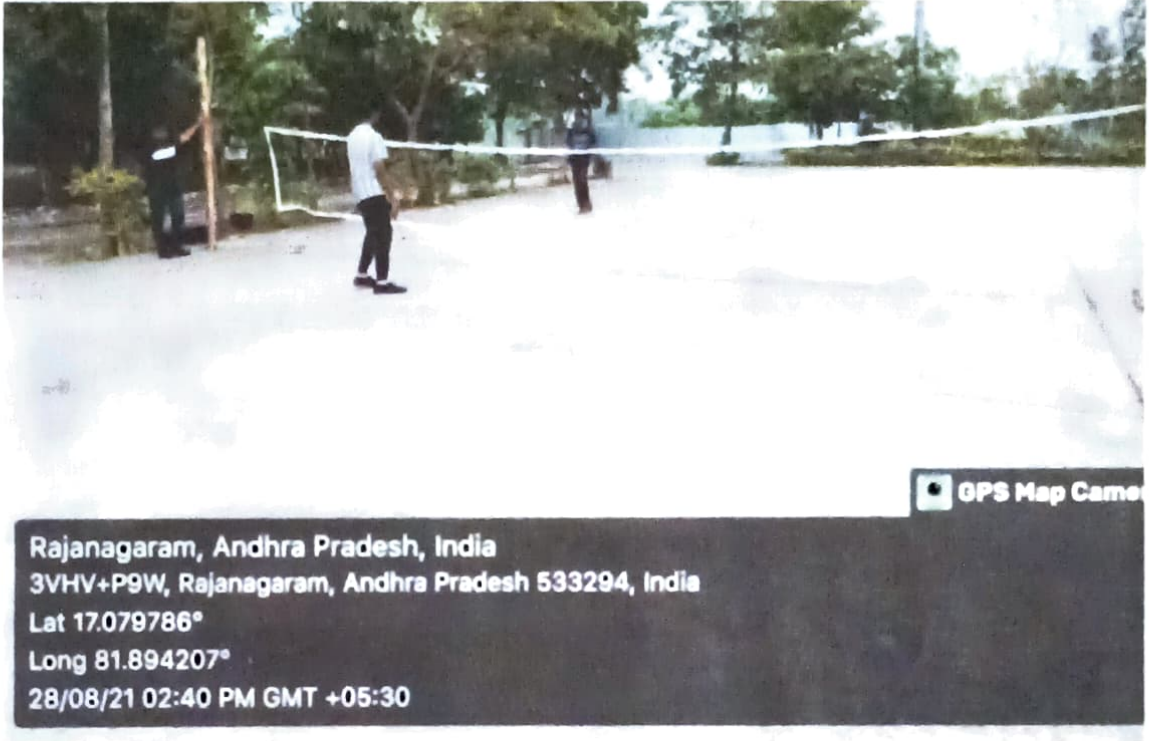 GPS Map Came
Rajanagaram, Andhra Pradesh, India
3VHV+P9W, Rajanagaram, Andhra Pradesh 533294, India
Lat 17.079786°
Long 81.894207°
28/08/21 02:40 PM GMT +05:30